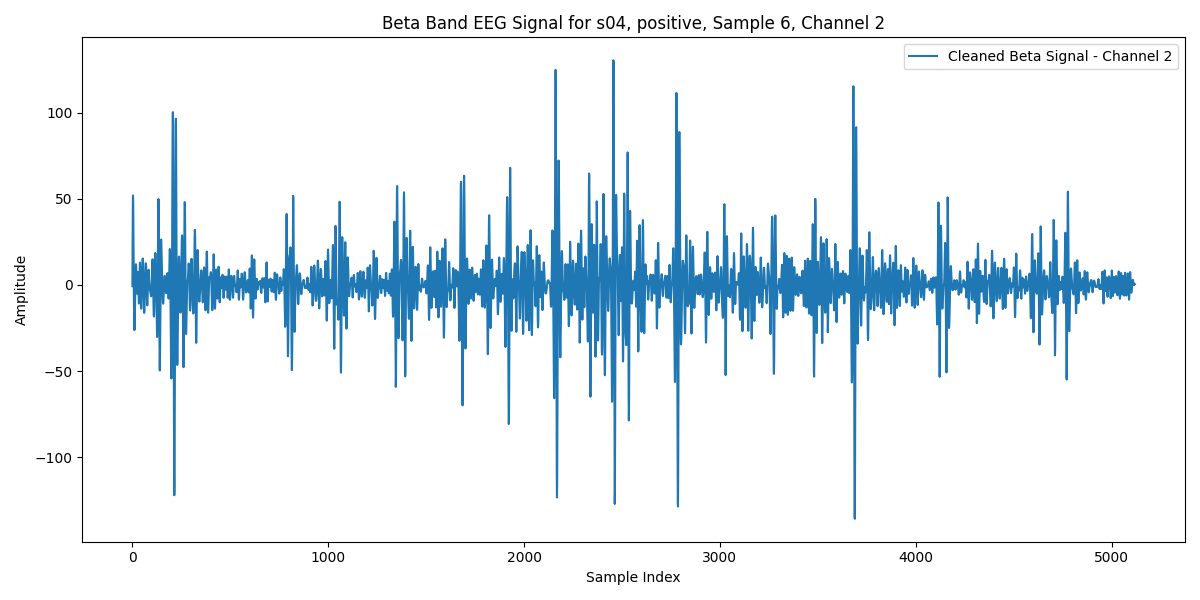 Beta Band EEG Signal for s04, positive, Sample 6, Channel 2
Cleaned Beta Signal - Channel 2
Amplitude
100
50
0
−50
−100
0 1000 2000 3000 4000 5000
Sample Index